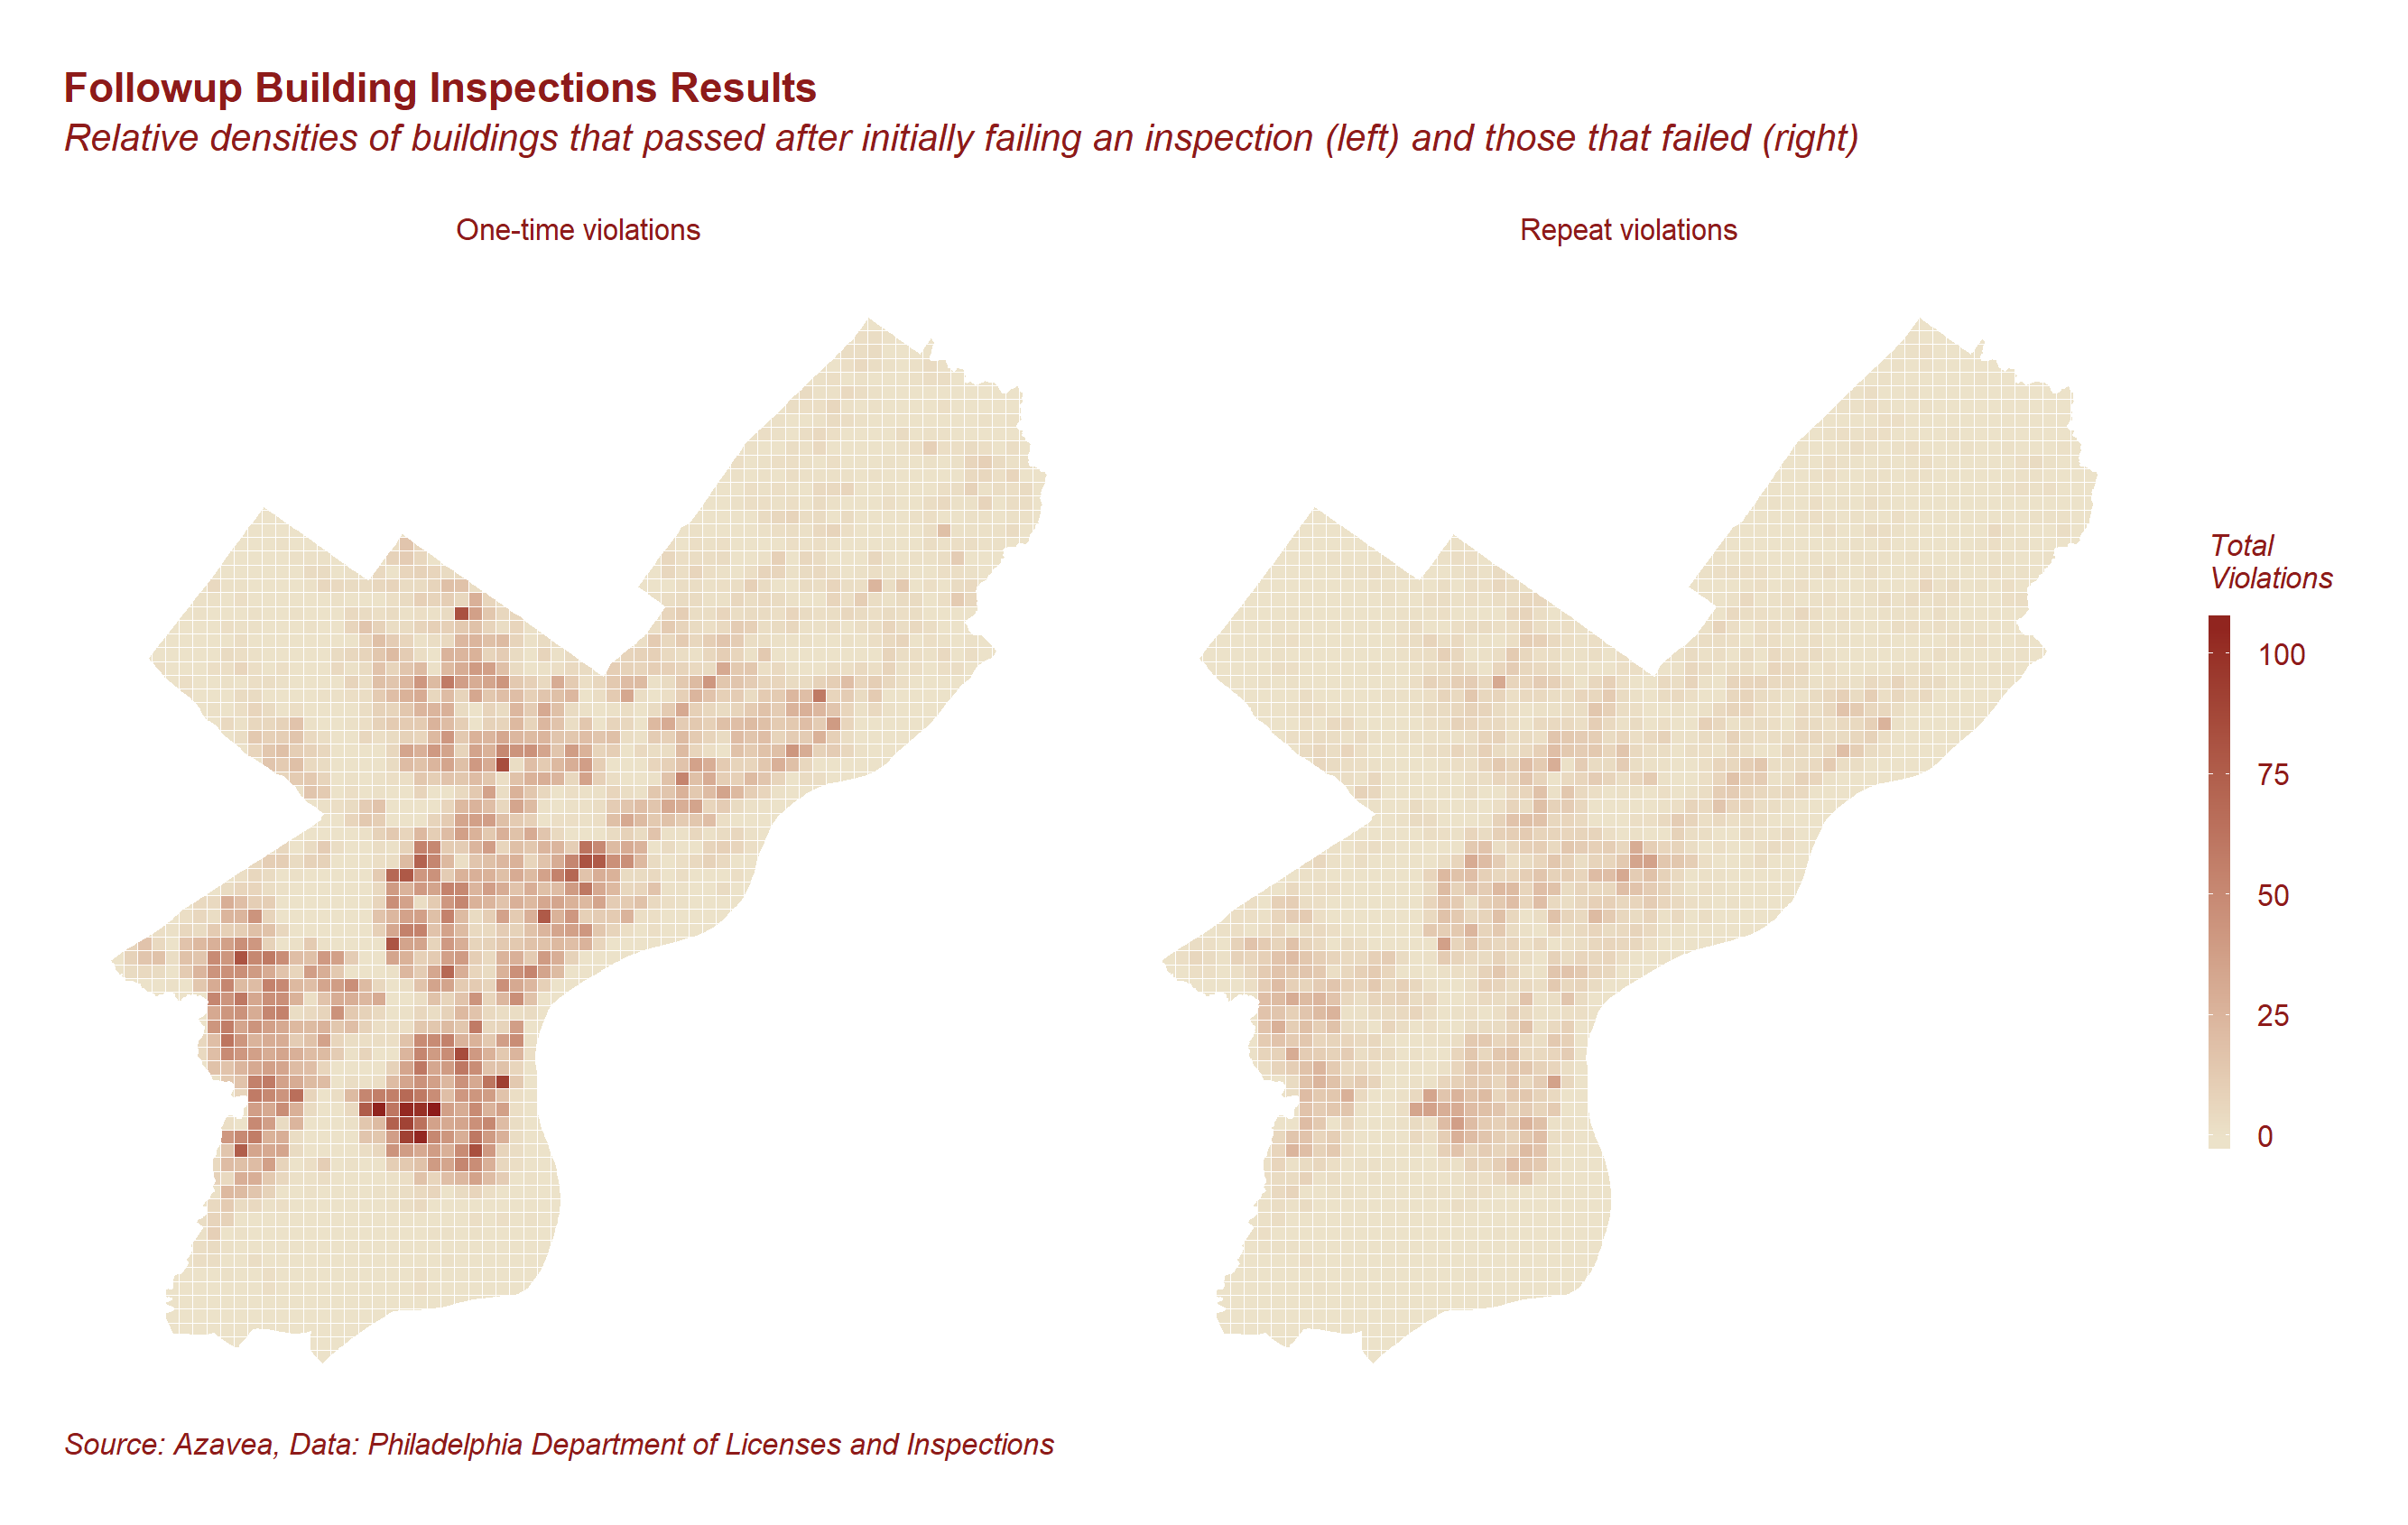 Followup Building Inspections Results
Relative densities of buildings that passed after initially failing an inspection (left) and those that failed (right)
One-time violations
Repeat violations
Total
Violations
100
75
50
25
0
Source: Azavea, Data: Philadelphia Department of Licenses and Inspections